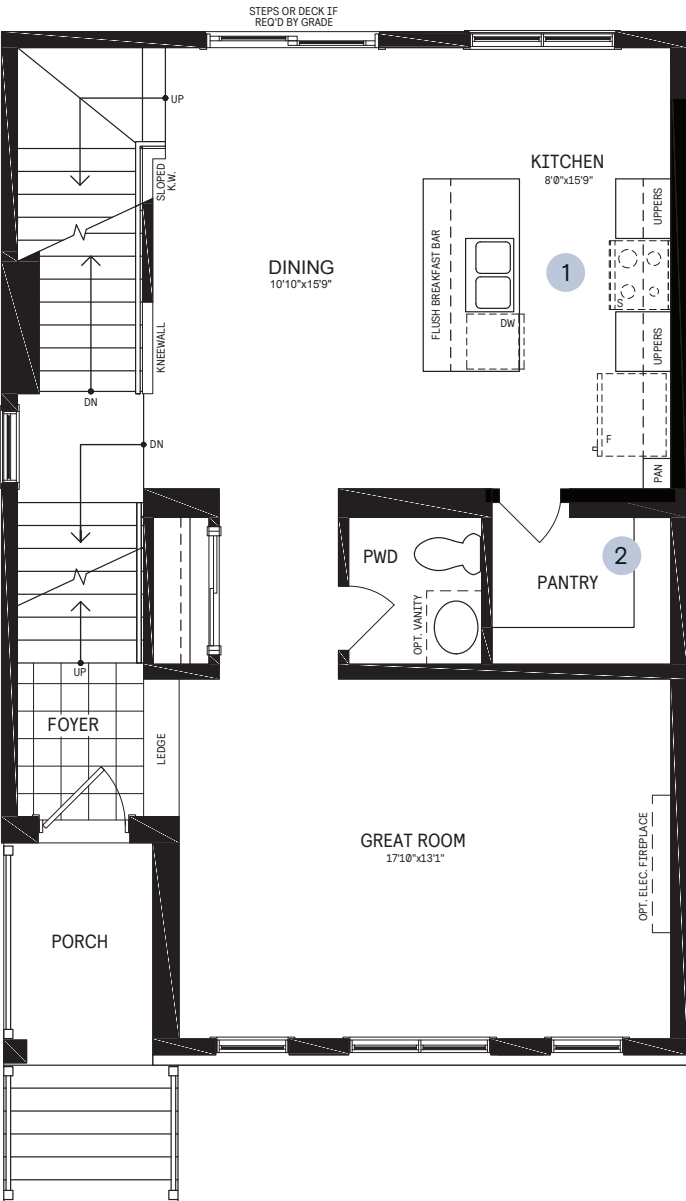 STEPS OR DECK IF
REQ'D BY GRADE
UP
KITCHEN
8'0"x15'9"
SLOPED
K.W.
UPPERS
FLUSH BREAKFAST BAR
DINING
10'10"x15'9"
1
S
DW
KNEEWALL
UPPERS
DN
F
DN
PAN
PWD
2
PANTRY
OPT. VANITY
UP
FOYER
LEDGE
GREAT ROOM
17'10"x13'1"
OPT. ELEC. FIREPLACE
PORCH